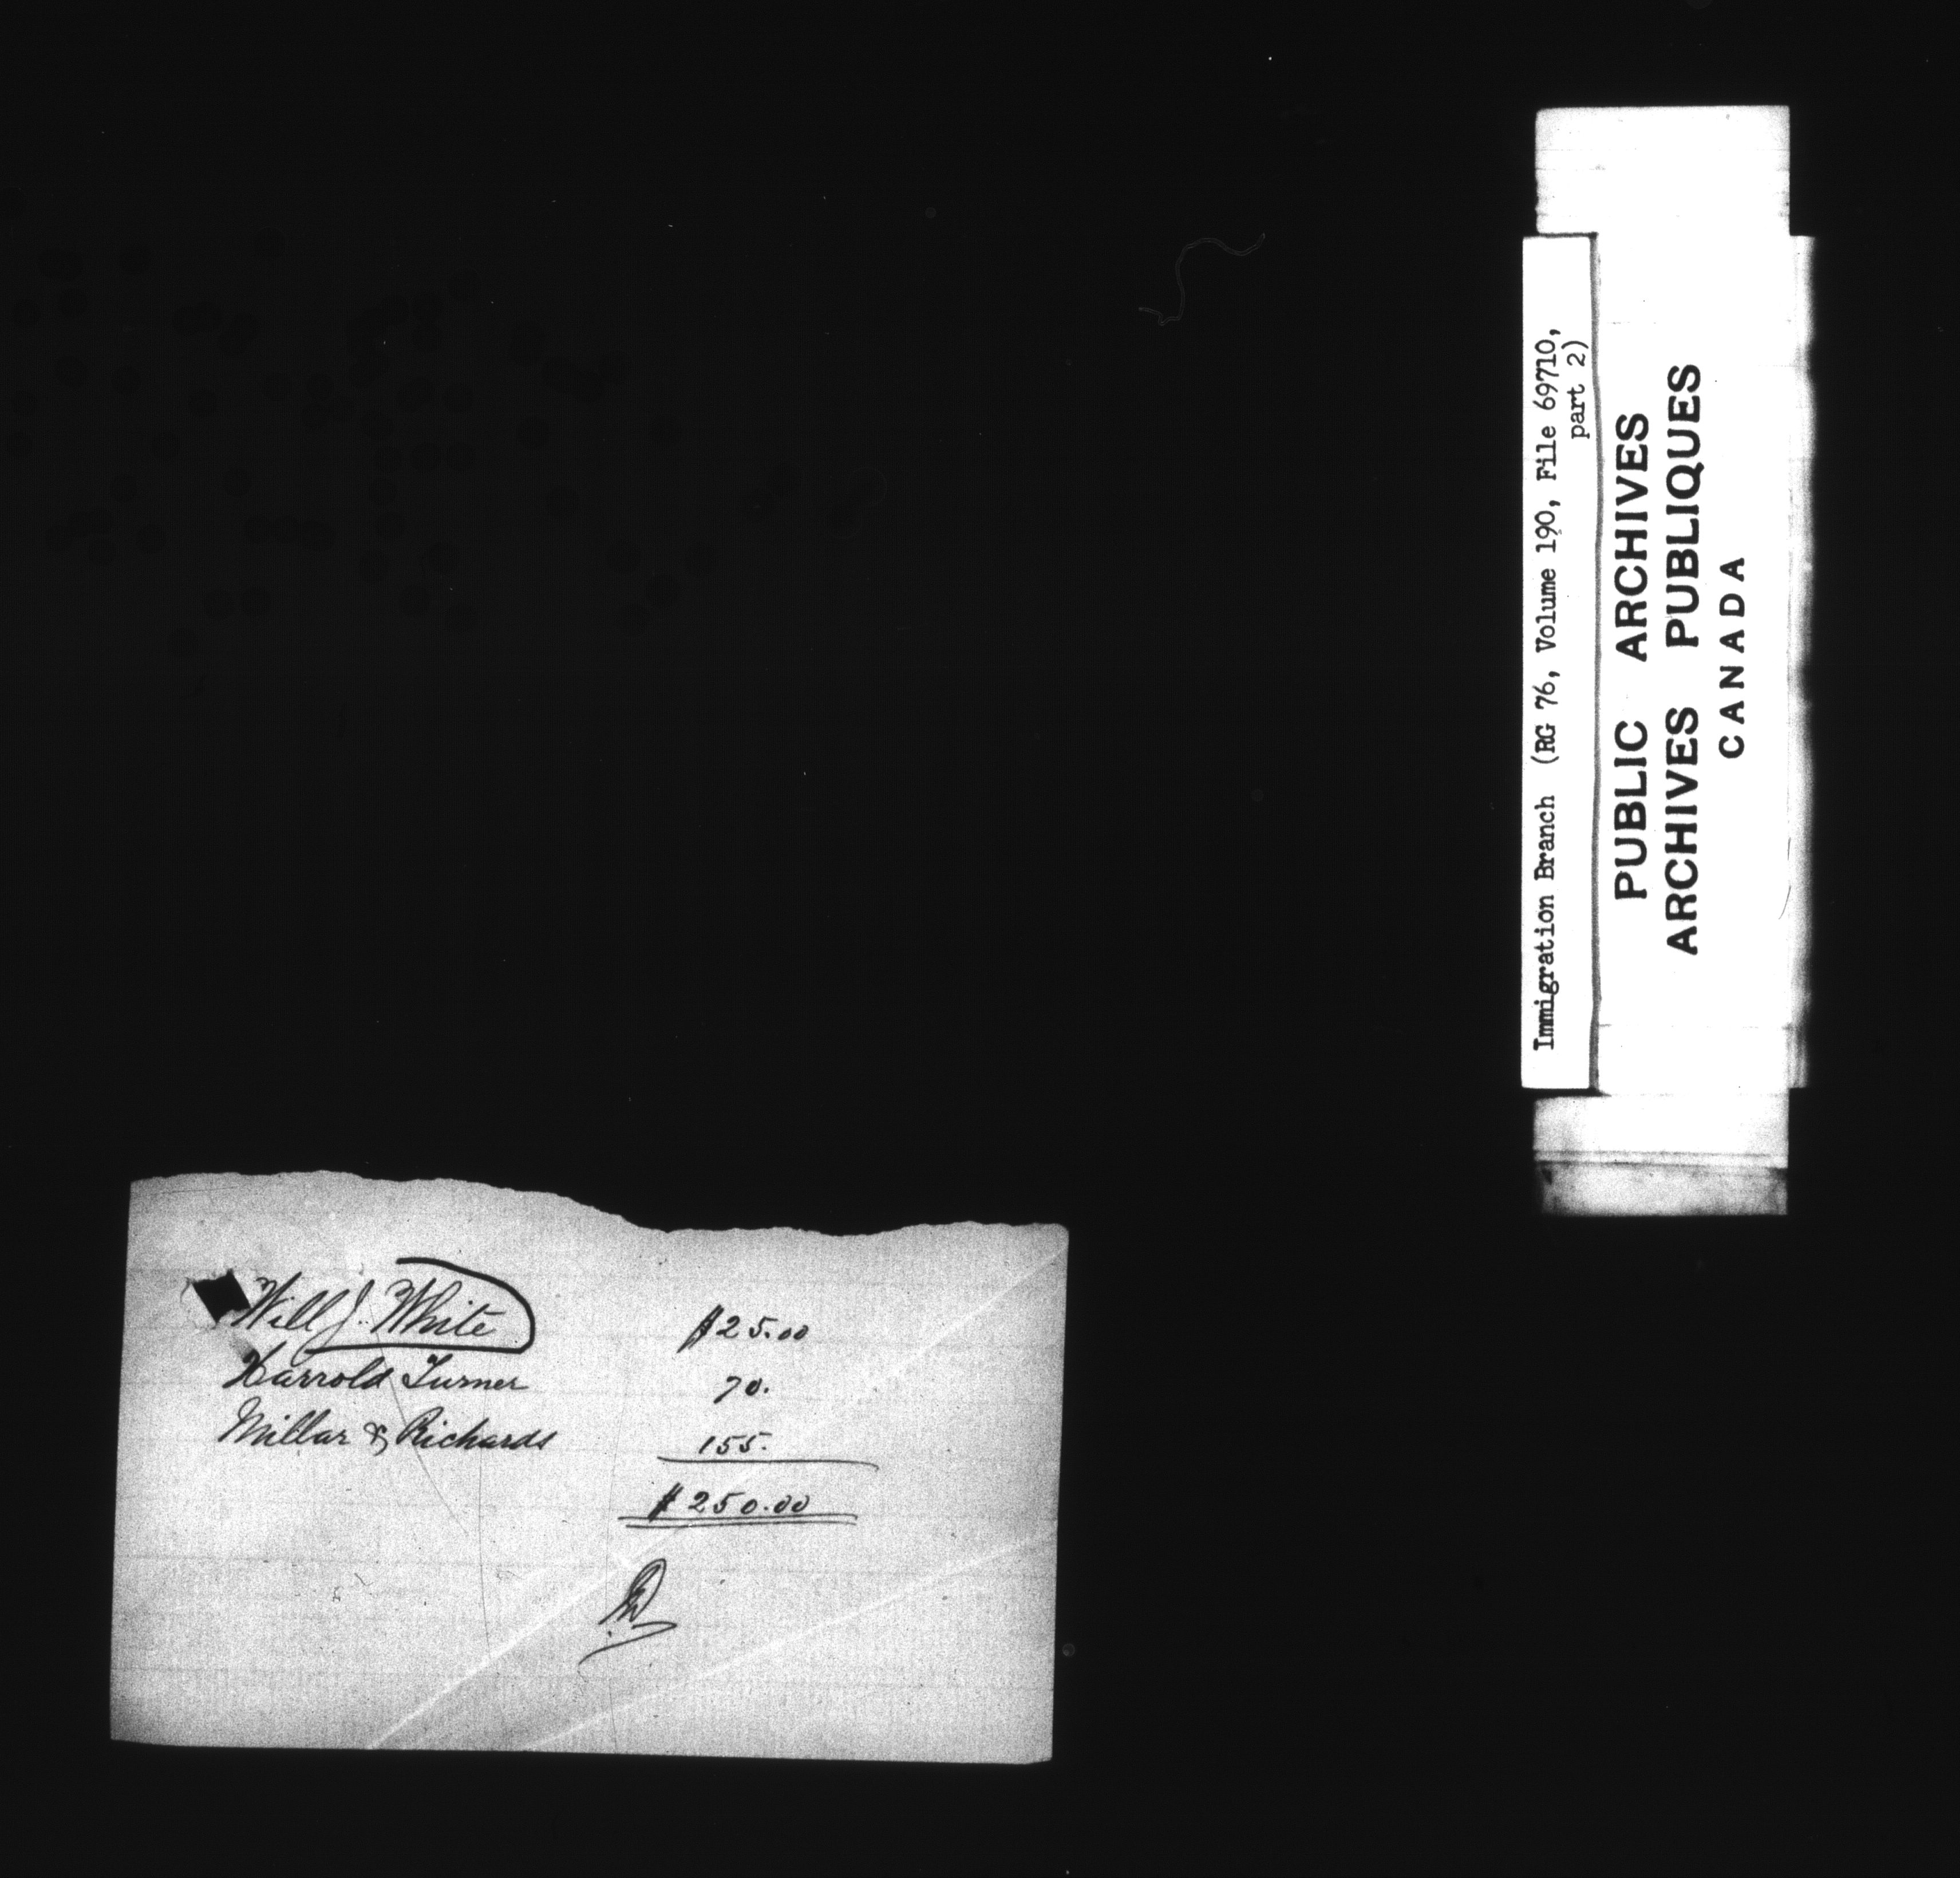 Immigration Branch (RG 76, Volume 190, File 69710,
part 2)
PUBLIC ARCHIVES
ARCHIVES PUBLIQUES
CANADA
Will J. White $25.00
Harrold Turner 70.
Millar & Richards 155.
$250.00